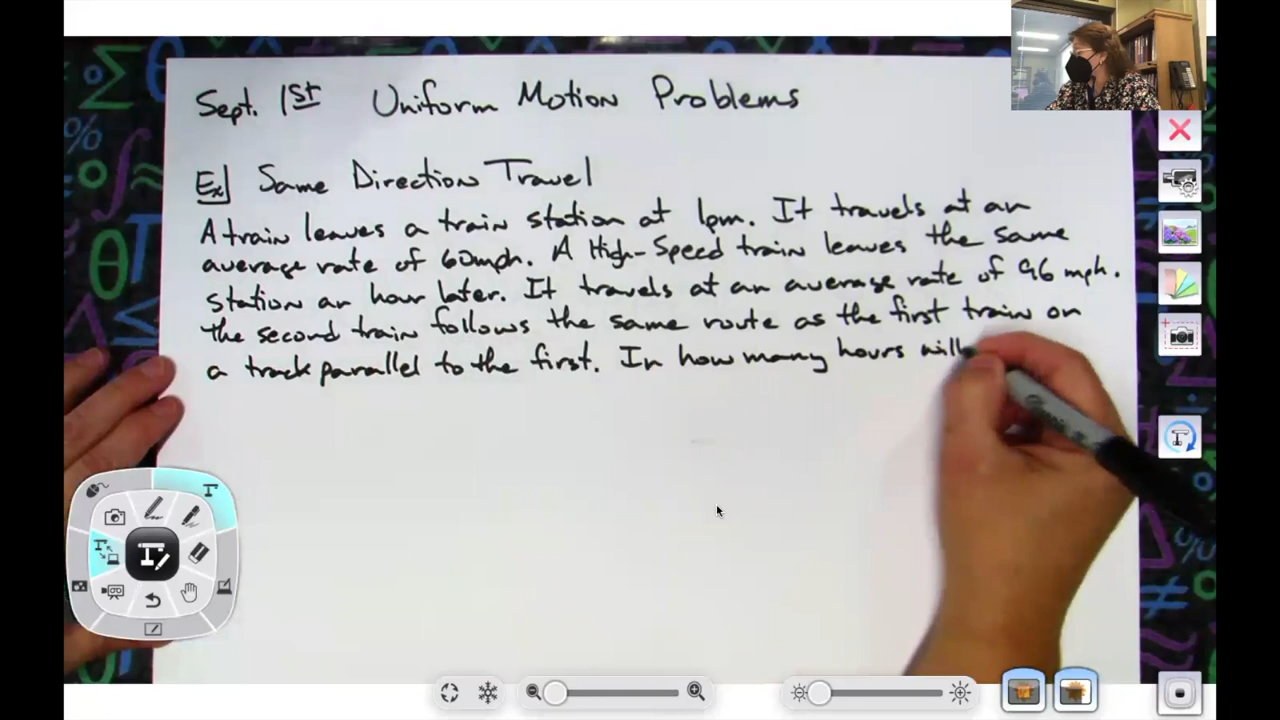 Sept. 1st Uniform Motion Problems
Ex Same Direction Travel
A train leaves a train station at 1pm. It travels at an
average rate of 60mph. A High-Speed train leaves the same
station an hour later. It travels at an average rate of 96 mph.
The second train follows the same route as the first train on
a track parallel to the first. In how many hours will